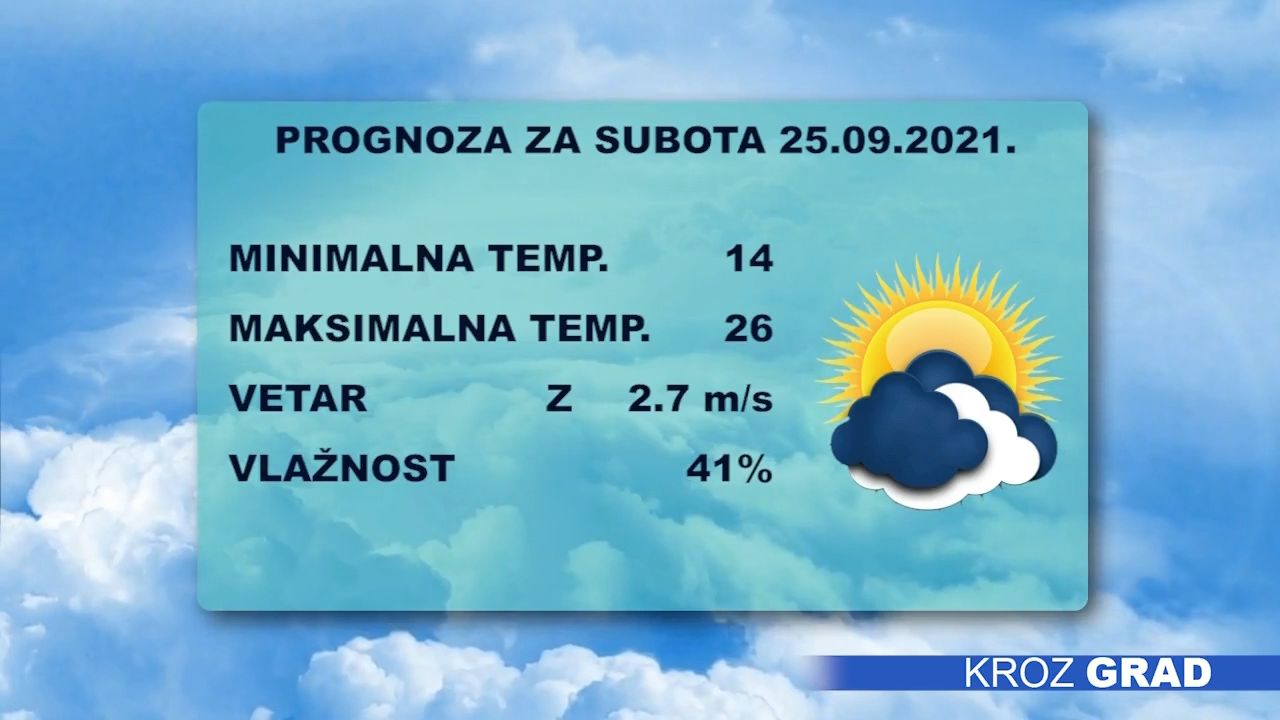 PROGNOZA ZA SUBOTA 25.09.2021.
MINIMALNA TEMP. 14
MAKSIMALNA TEMP. 26
VETAR Z 2.7 m/s
VLAŽNOST 41%
KROZ GRAD